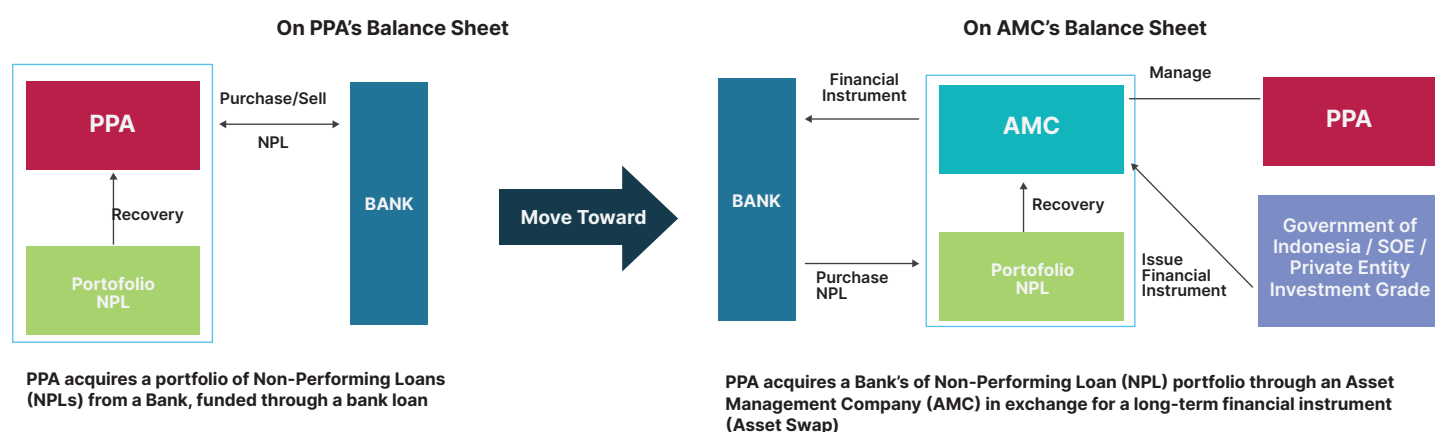 On PPA's Balance Sheet
PPA
Purchase/Sell
NPL
BANK
Recovery
Portofolio
NPL
PPA acquires a portfolio of Non-Performing Loans
(NPLs) from a Bank, funded through a bank loan
Move Toward
On AMC's Balance Sheet
BANK
Financial
Instrument
AMC
Manage
PPA
Recovery
Purchase
NPL
Portofolio
NPL
Issue
Financial
Instrument
Government of
Indonesia / SOE /
Private Entity
Investment Grade
PPA acquires a Bank's of Non-Performing Loan (NPL) portfolio through an Asset
Management Company (AMC) in exchange for a long-term financial instrument
(Asset Swap)